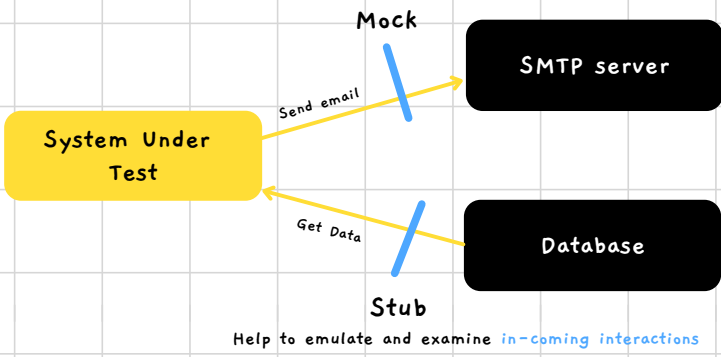 Mock
SMTP server
Send email
System Under
Test
Get Data
Database
Stub
Help to emulate and examine in-coming interactions